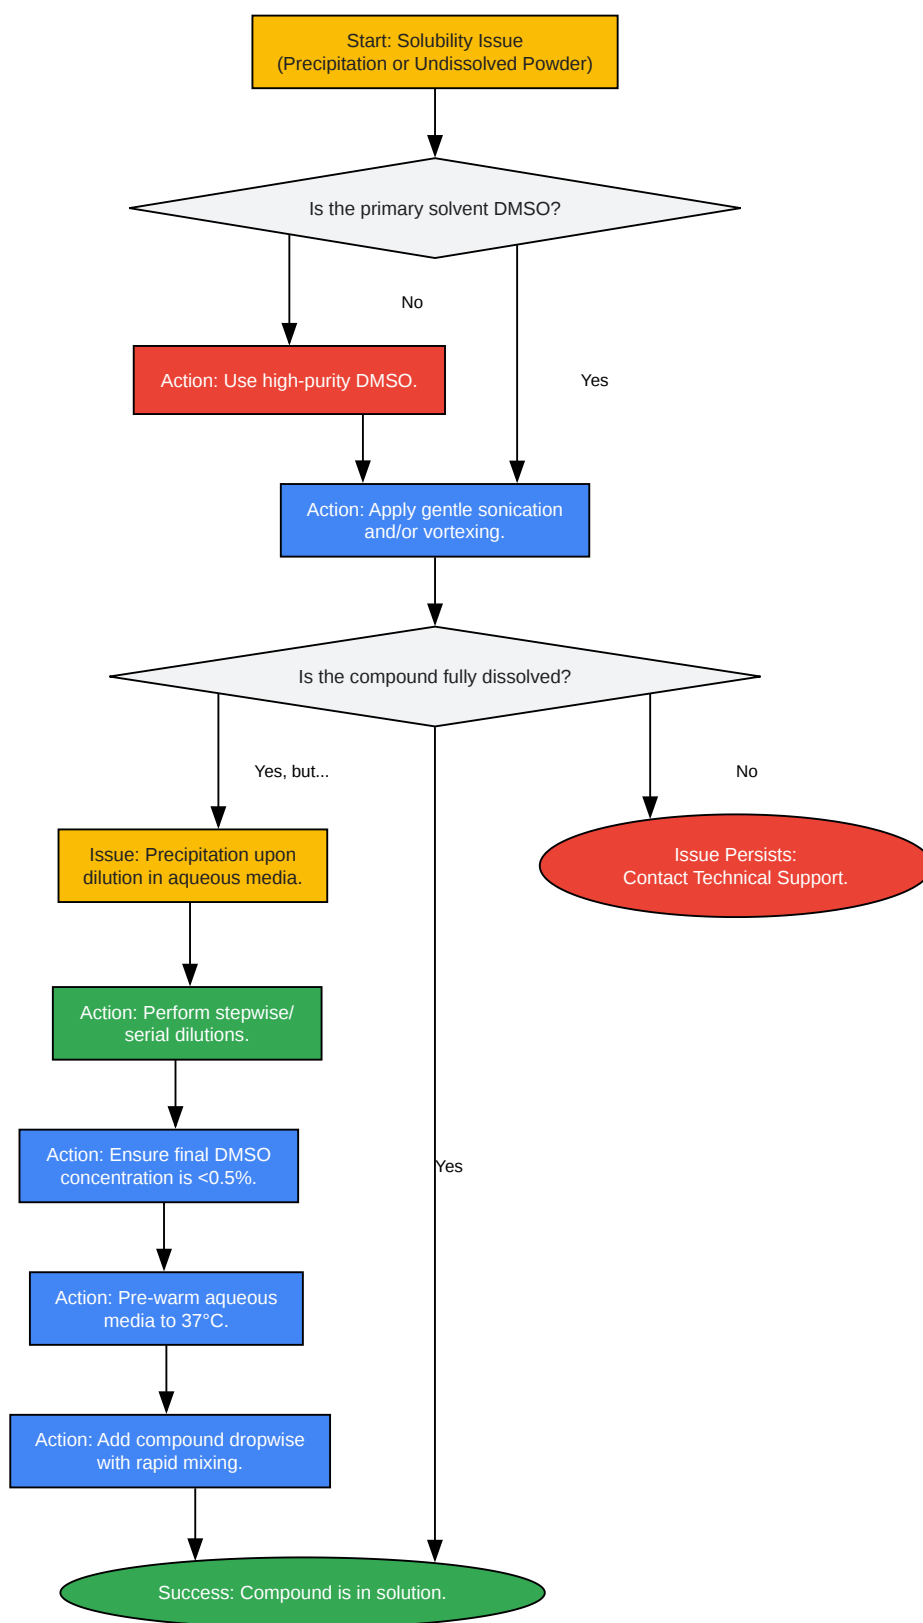 Start: Solubility Issue
(Precipitation or Undissolved Powder)
Is the primary solvent DMSO?
No
Action: Use high-purity DMSO.
Yes
Action: Apply gentle sonication
and/or vortexing.
Is the compound fully dissolved?
Yes, but...
No
Issue: Precipitation upon
dilution in aqueous media.
Issue Persists:
Contact Technical Support.
Action: Perform stepwise/
serial dilutions.
Action: Ensure final DMSO
concentration is <0.5%.
Yes
Action: Pre-warm aqueous
media to 37°C.
Action: Add compound dropwise
with rapid mixing.
Success: Compound is in solution.